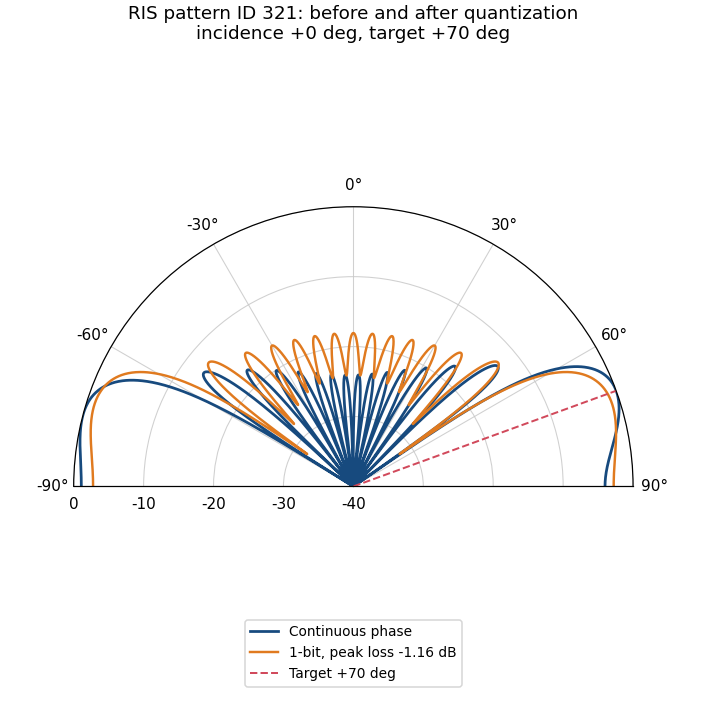 RIS pattern ID 321: before and after quantization
incidence +0 deg, target +70 deg
0°
-30°
30°
-60°
60°
-90°
90°
0
-10
-20
-30
-40
Continuous phase
1-bit, peak loss -1.16 dB
Target +70 deg